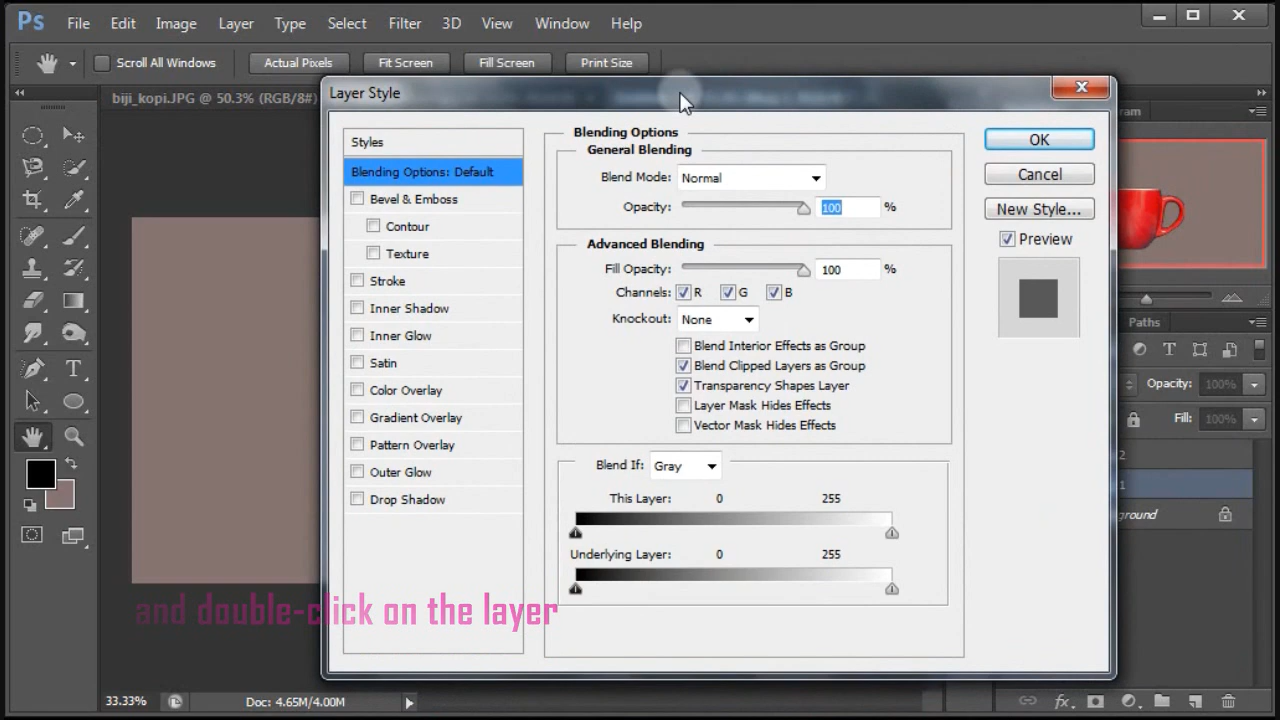 Ps File Edit Image Layer Type Select Filter 3D View Window Help
Scroll All Windows Actual Pixels Fit Screen Fill Screen Print Size
biji_kopi.JPG @ 50.3% (RGB/8#)
Layer Style
Styles
Blending Options: Default
Bevel & Emboss
Contour
Texture
Stroke
Inner Shadow
Inner Glow
Satin
Color Overlay
Gradient Overlay
Pattern Overlay
Outer Glow
Drop Shadow
Blending Options
General Blending
Blend Mode: Normal
Opacity: 100 %
Advanced Blending
Fill Opacity: 100 %
Channels: R G B
Knockout: None
Blend Interior Effects as Group
Blend Clipped Layers as Group
Transparency Shapes Layer
Layer Mask Hides Effects
Vector Mask Hides Effects
Blend If: Gray
This Layer: 0 255
Underlying Layer: 0 255
OK
Cancel
New Style...
Preview
Paths
Opacity: 100%
Fill: 100%
2
1
and double-click on the layer
33.33% Doc: 4.65M/4.00M
fx